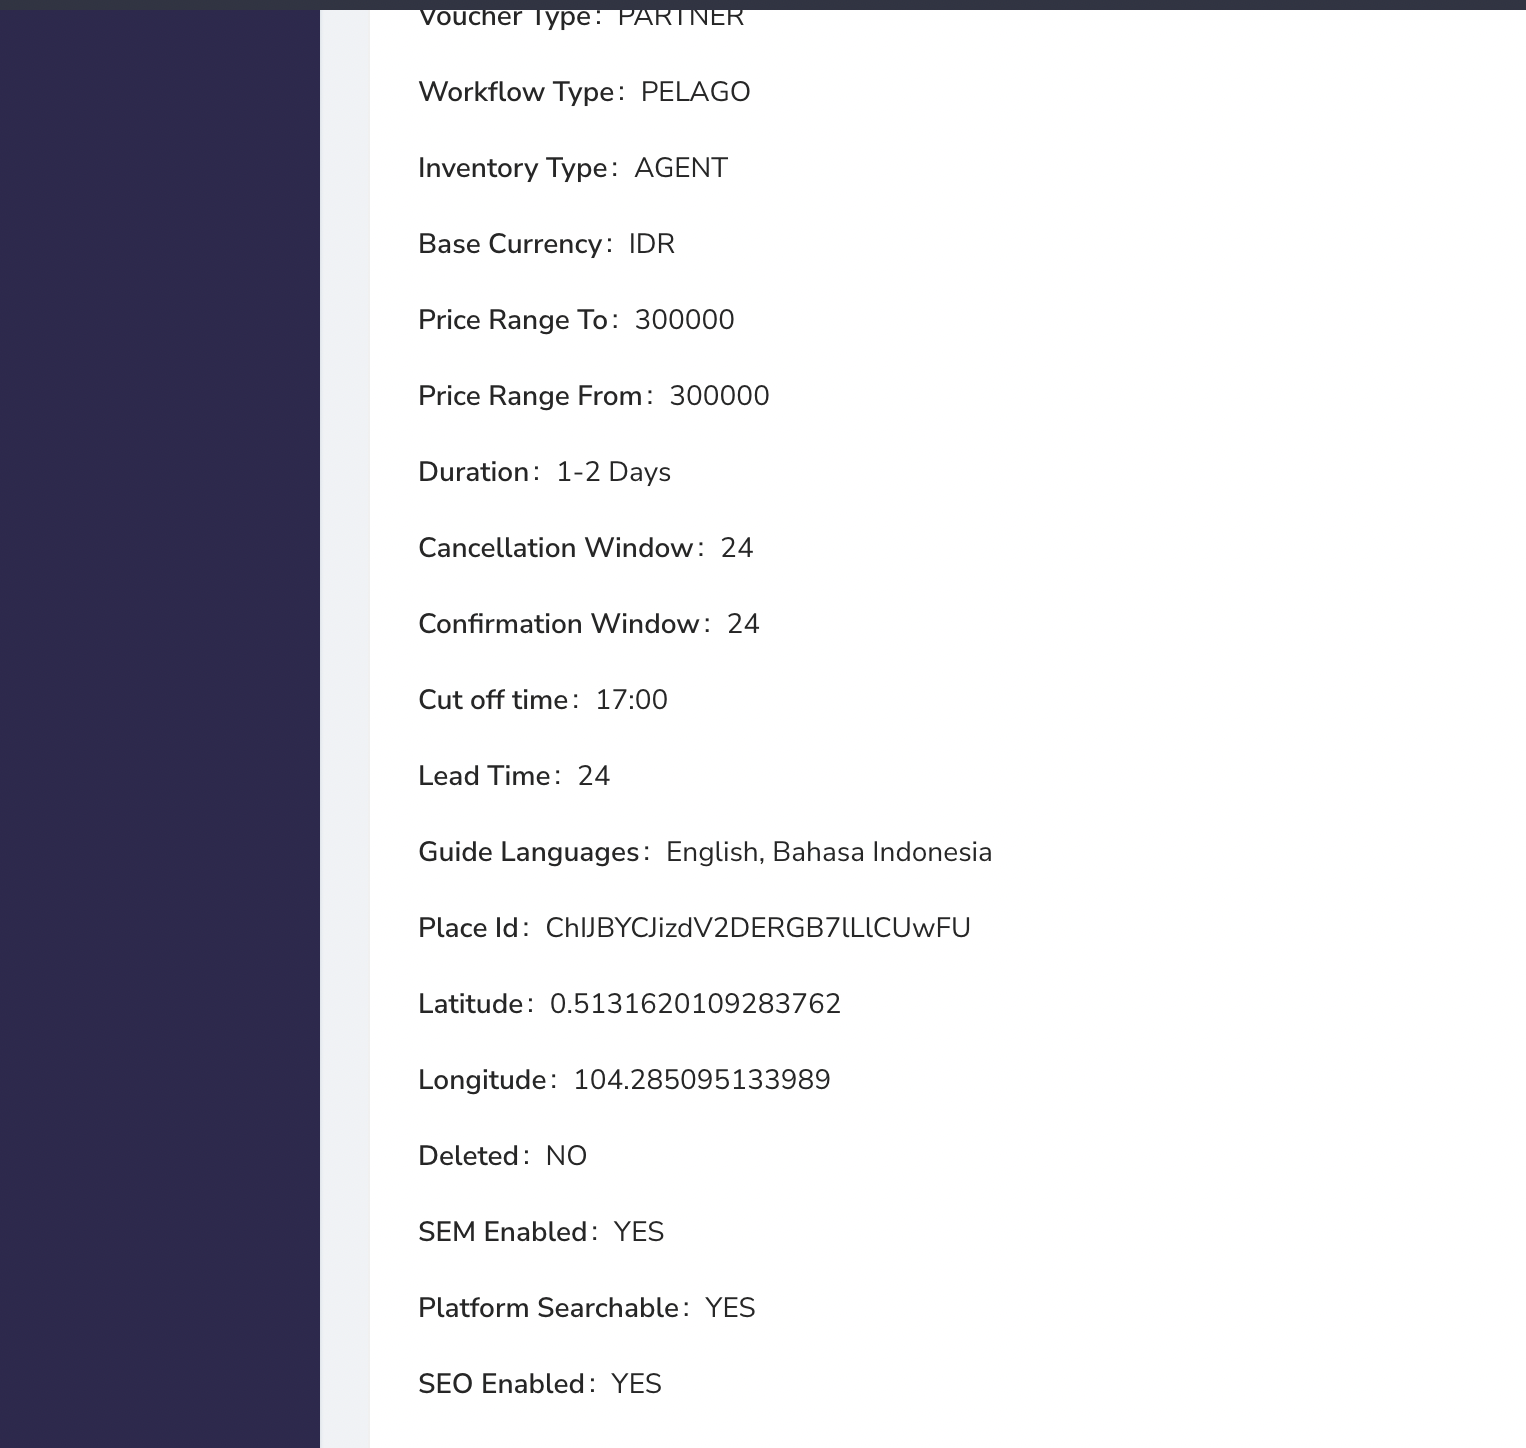 Voucher Type: PARTNER
Workflow Type: PELAGO
Inventory Type: AGENT
Base Currency: IDR
Price Range To: 300000
Price Range From: 300000
Duration: 1-2 Days
Cancellation Window: 24
Confirmation Window: 24
Cut off time: 17:00
Lead Time: 24
Guide Languages: English, Bahasa Indonesia
Place Id: ChIJBYCJizdV2DERGB7lLlCUwFU
Latitude: 0.5131620109283762
Longitude: 104.285095133989
Deleted: NO
SEM Enabled: YES
Platform Searchable: YES
SEO Enabled: YES